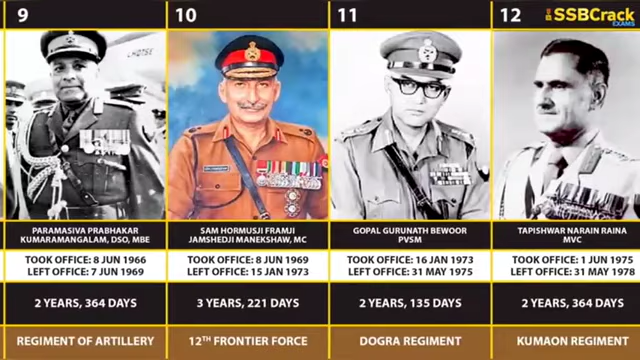 9
10
11
12
SSBCrack
EXAMS
PARAMASIVA PRABHAKAR
KUMARAMANGALAM, DSO, MBE
SAM HORMUSJI FRAMJI
JAMSHEDJI MANEKSHAW, MC
GOPAL GURUNATH BEWOOR
PVSM
TAPISHWAR NARAIN RAINA
MVC
TOOK OFFICE: 8 JUN 1966
LEFT OFFICE: 7 JUN 1969
TOOK OFFICE: 8 JUN 1969
LEFT OFFICE: 15 JAN 1973
TOOK OFFICE: 16 JAN 1973
LEFT OFFICE: 31 MAY 1975
TOOK OFFICE: 1 JUN 1975
LEFT OFFICE: 31 MAY 1978
2 YEARS, 364 DAYS
3 YEARS, 221 DAYS
2 YEARS, 135 DAYS
2 YEARS, 364 DAYS
REGIMENT OF ARTILLERY
12TH FRONTIER FORCE
DOGRA REGIMENT
KUMAON REGIMENT